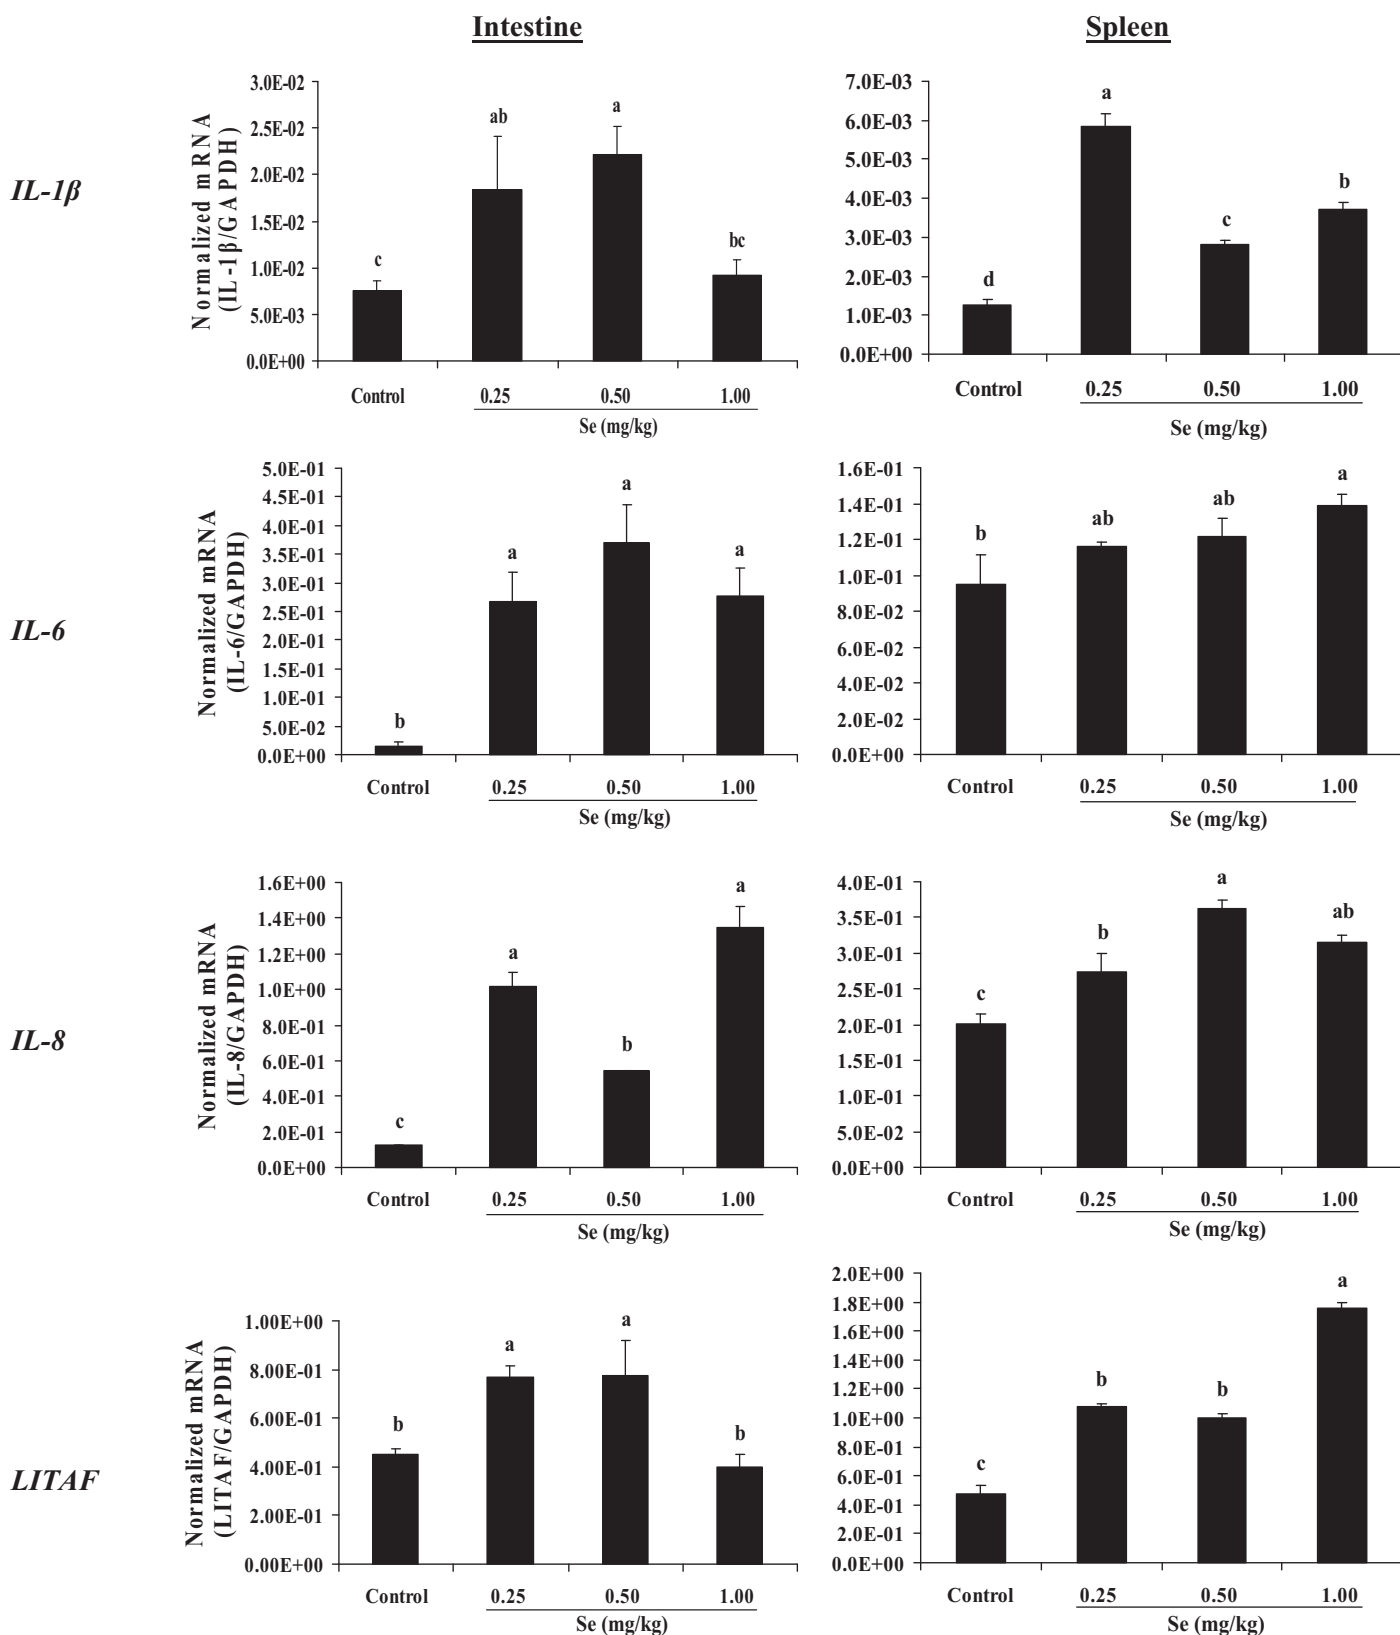 Intestine
Spleen
IL-1β
Normalized mRNA
(IL-1β/GAPDH)
3.0E-02
2.5E-02
2.0E-02
1.5E-02
1.0E-02
5.0E-03
0.0E+00
c
ab
a
bc
Control
0.25
0.50
1.00
Se (mg/kg)
7.0E-03
6.0E-03
5.0E-03
4.0E-03
3.0E-03
2.0E-03
1.0E-03
0.0E+00
d
a
c
b
Control
0.25
0.50
1.00
Se (mg/kg)
IL-6
Normalized mRNA
(IL-6/GAPDH)
5.0E-01
4.5E-01
4.0E-01
3.5E-01
3.0E-01
2.5E-01
2.0E-01
1.5E-01
1.0E-01
5.0E-02
0.0E+00
b
a
a
a
Control
0.25
0.50
1.00
Se (mg/kg)
1.6E-01
1.4E-01
1.2E-01
1.0E-01
8.0E-02
6.0E-02
4.0E-02
2.0E-02
0.0E+00
b
ab
ab
a
Control
0.25
0.50
1.00
Se (mg/kg)
IL-8
Normalized mRNA
(IL-8/GAPDH)
1.6E+00
1.4E+00
1.2E+00
1.0E+00
8.0E-01
6.0E-01
4.0E-01
2.0E-01
0.0E+00
c
a
b
a
Control
0.25
0.50
1.00
Se (mg/kg)
4.0E-01
3.5E-01
3.0E-01
2.5E-01
2.0E-01
1.5E-01
1.0E-01
5.0E-02
0.0E+00
c
b
a
ab
Control
0.25
0.50
1.00
Se (mg/kg)
LITAF
Normalized mRNA
(LITAF/GAPDH)
1.00E+00
8.00E-01
6.00E-01
4.00E-01
2.00E-01
0.00E+00
b
a
a
b
Control
0.25
0.50
1.00
Se (mg/kg)
2.0E+00
1.8E+00
1.6E+00
1.4E+00
1.2E+00
1.0E+00
8.0E-01
6.0E-01
4.0E-01
2.0E-01
0.0E+00
c
b
b
a
Control
0.25
0.50
1.00
Se (mg/kg)